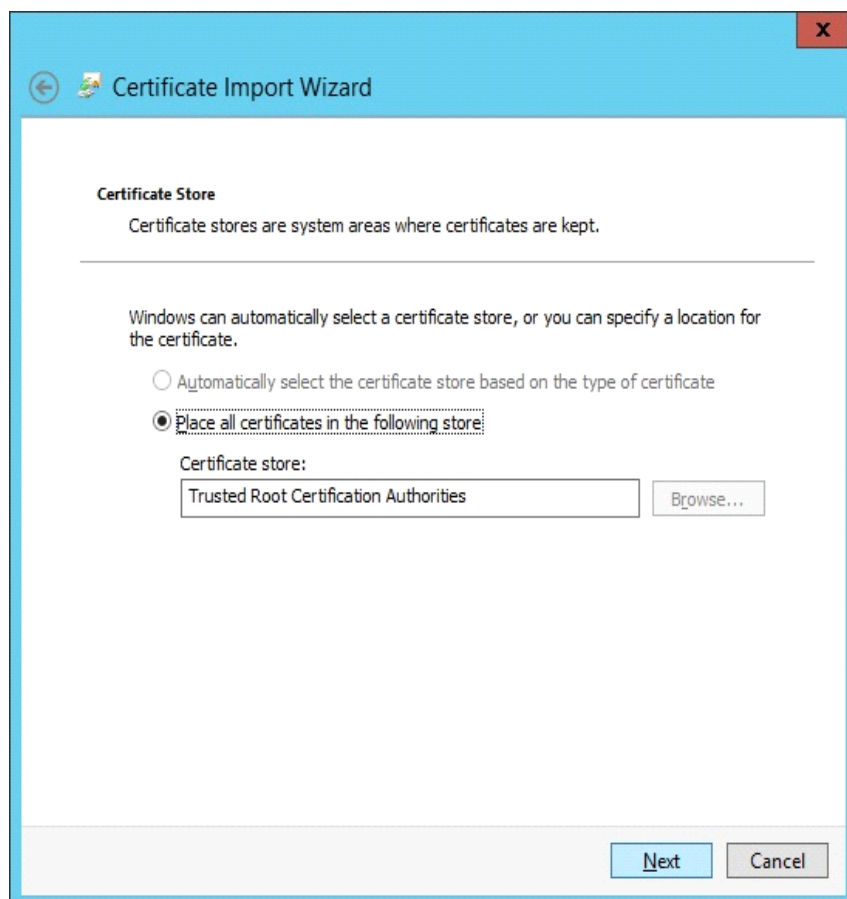 x
Certificate Import Wizard
Certificate Store
Certificate stores are system areas where certificates are kept.
Windows can automatically select a certificate store, or you can specify a location for
the certificate.
Automatically select the certificate store based on the type of certificate
Place all certificates in the following store
Certificate store:
Trusted Root Certification Authorities
Browse...
Next
Cancel